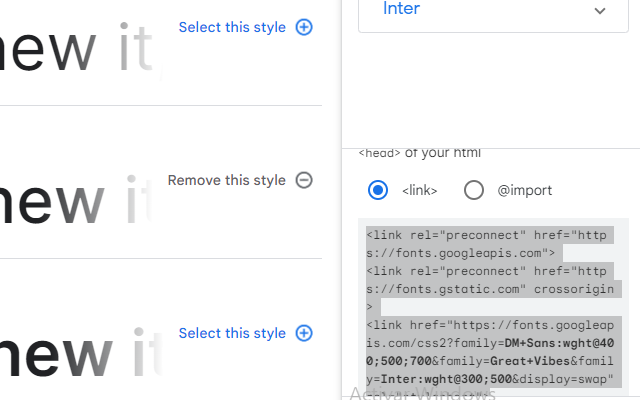 new it
Select this style
new it
Remove this style
new it
Select this style
Inter
<head> of your html
<link>
@import
<link rel="preconnect" href="http
s://fonts.googleapis.com">
<link rel="preconnect" href="http
s://fonts.gstatic.com" crossorigin
>
<link href="https://fonts.googleap
is.com/css2?family=DM+Sans:wght@40
0;500;700&family=Great+Vibes&famil
y=Inter:wght@300;500&display=swap"
Activar Windows